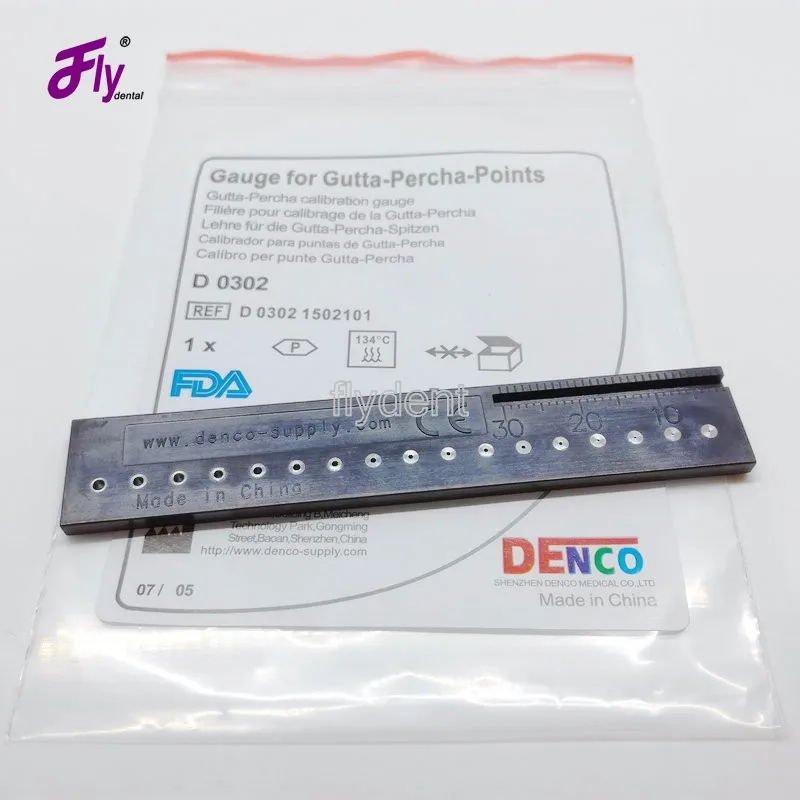 Fly®
dental
Gauge for Gutta-Percha-Points
Gutta-Percha calibration gauge
Filière pour calibrage de la Gutta-Percha
Lehre für die Gutta-Percha-Spitzen
Calibrador para puntas de Gutta-Percha
Calibro per punte Gutta-Percha
D 0302
REF D 0302 1502101
1 x P 134°C
FDA
flydent
www.denco-supply.com CE 30 20 10
Made in China
Technology Park,Gongming
Street,Baoan,Shenzhen,China
http://www.denco-supply.com
07/ 05
DENCO
SHENZHEN DENCO MEDICAL CO.,LTD
Made in China